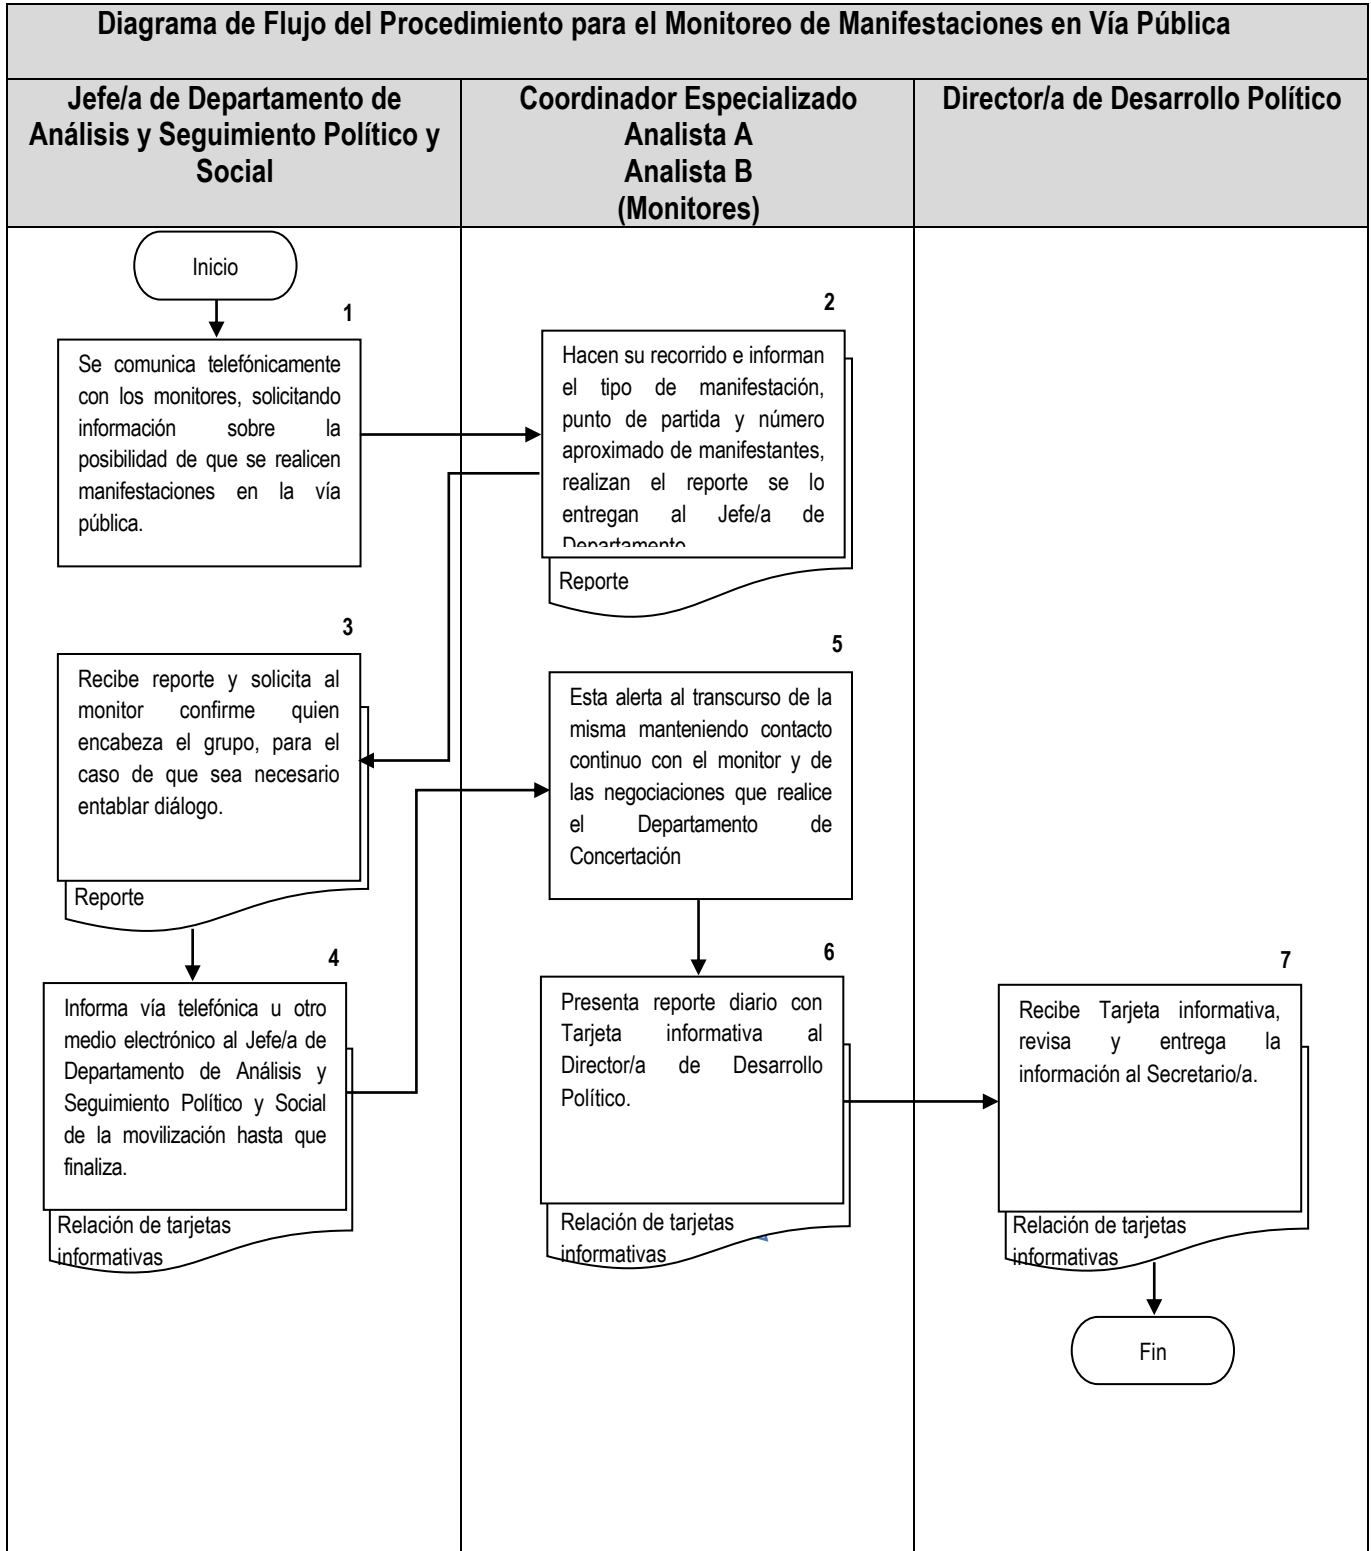 Diagrama de Flujo del Procedimiento para el Monitoreo de Manifestaciones en Vía Pública
Jefe/a de Departamento de
Análisis y Seguimiento Político y
Social
Coordinador Especializado
Analista A
Analista B
(Monitores)
Director/a de Desarrollo Político
Inicio
1
Se comunica telefónicamente
con los monitores, solicitando
información sobre la
posibilidad de que se realicen
manifestaciones en la vía
pública.
2
Hacen su recorrido e informan
el tipo de manifestación,
punto de partida y número
aproximado de manifestantes,
realizan el reporte se lo
entregan al Jefe/a de
Departamento
Reporte
3
Recibe reporte y solicita al
monitor confirme quien
encabeza el grupo, para el
caso de que sea necesario
entablar diálogo.
Reporte
4
Informa vía telefónica u otro
medio electrónico al Jefe/a de
Departamento de Análisis y
Seguimiento Político y Social
de la movilización hasta que
finaliza.
Relación de tarjetas
informativas
5
Esta alerta al transcurso de la
misma manteniendo contacto
continuo con el monitor y de
las negociaciones que realice
el Departamento de
Concertación
6
Presenta reporte diario con
Tarjeta informativa al
Director/a de Desarrollo
Político.
Relación de tarjetas
informativas
7
Recibe Tarjeta informativa,
revisa y entrega la
información al Secretario/a.
Relación de tarjetas
informativas
Fin